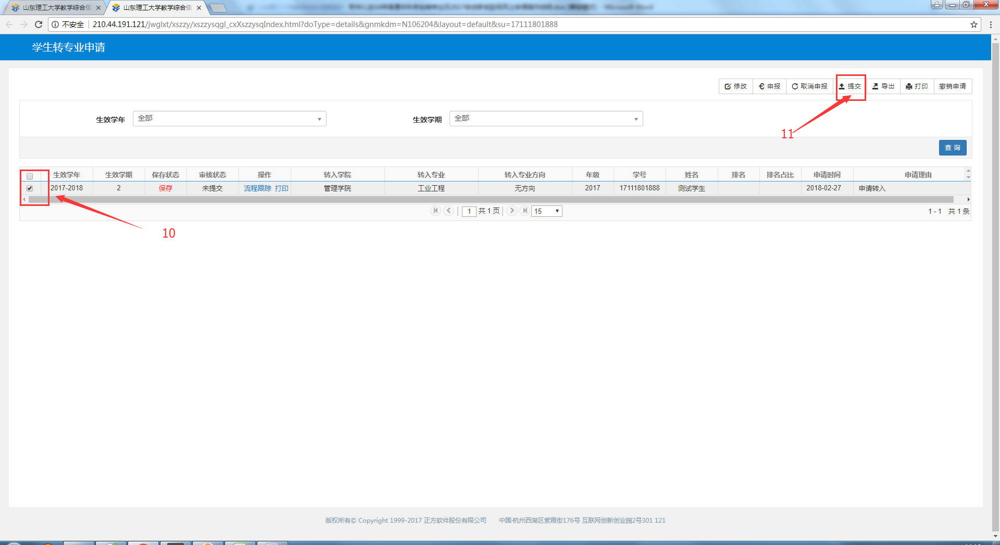 山东理工大学教学综合信
山东理工大学教学综合信
不安全 210.44.191.121/jwglxt/xszzy/xszzysqgl_cxXszzysqIndex.html?doType=details&gnmkdm=N106204&layout=default&su=17111801888
学生转专业申请
修改 申报 取消申报 提交 导出 打印 撤销申请
生效学年 全部 生效学期 全部
11
查 询
生效学年 生效学期 保存状态 审核状态 操作 转入学院 转入专业 转入专业方向 年级 学号 姓名 排名 排名占比 申请时间 申请理由
2017-2018 2 保存 未提交 流程跟踪 打印 管理学院 工业工程 无方向 2017 17111801888 测试学生 2018-02-27 申请转入
1 共 1 页 15 1 - 1 共 1 条
10
版权所有© Copyright 1999-2017 正方软件股份有限公司 中国·杭州西湖区紫霞街176号 互联网创新创业园2号301 121